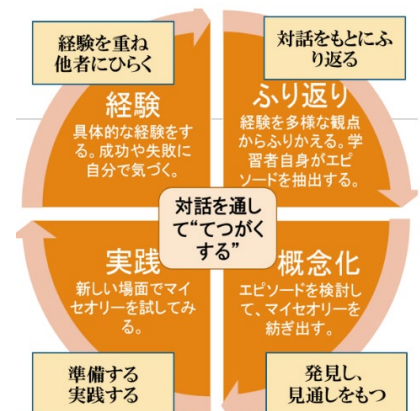 経験を重ね
他者にひらく
対話をもとにふ
り返る
経験
具体的な経験をす
る。成功や失敗に
自分で気づく。
ふり返り
経験を多様な観点
からふりかえる。学
習者自身がエピ
ソードを抽出する。
対話を通し
て“てつがく
する”
実践
新しい場面でマイ
セオリーを試してみ
る。
概念化
エピソードを検討し
て、マイセオリーを
紡ぎ出す。
準備する
実践する
発見し、
見通しをもつ